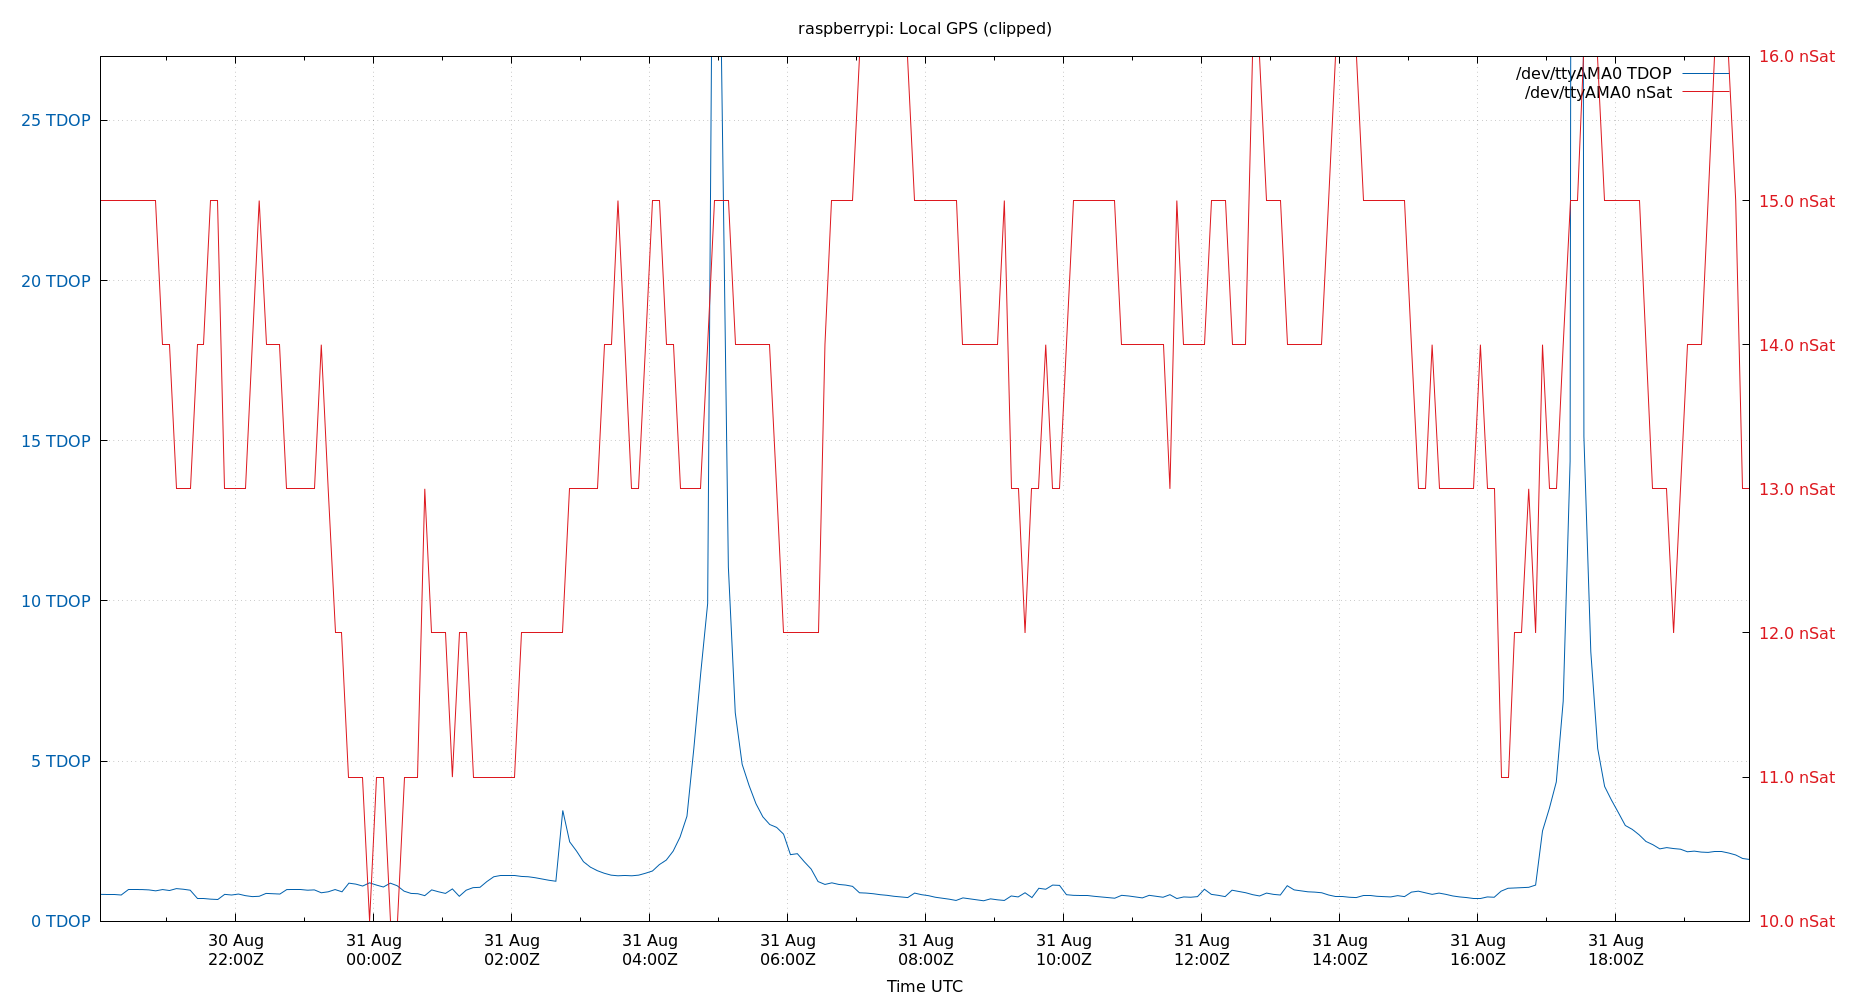 raspberrypi: Local GPS (clipped)
/dev/ttyAMA0 TDOP
/dev/ttyAMA0 nSat
25 TDOP
20 TDOP
15 TDOP
10 TDOP
5 TDOP
0 TDOP
16.0 nSat
15.0 nSat
14.0 nSat
13.0 nSat
12.0 nSat
11.0 nSat
10.0 nSat
30 Aug
22:00Z
31 Aug
00:00Z
31 Aug
02:00Z
31 Aug
04:00Z
31 Aug
06:00Z
31 Aug
08:00Z
31 Aug
10:00Z
31 Aug
12:00Z
31 Aug
14:00Z
31 Aug
16:00Z
31 Aug
18:00Z
Time UTC